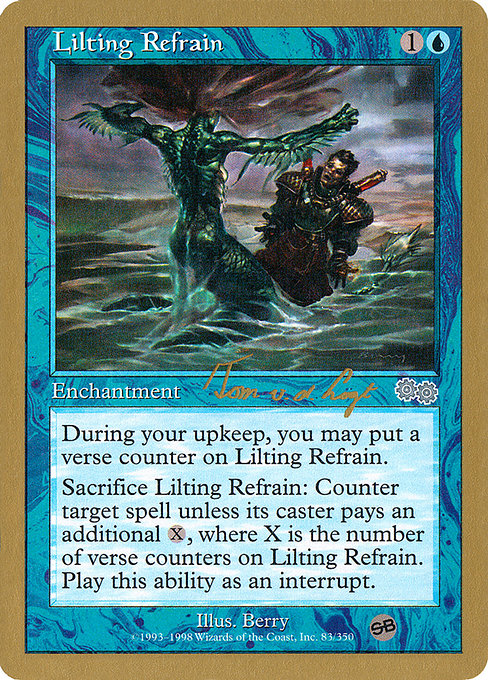 Lilting Refrain 1
Enchantment Tom v d Logt
During your upkeep, you may put a
verse counter on Lilting Refrain.
Sacrifice Lilting Refrain: Counter
target spell unless its caster pays an
additional X, where X is the number
of verse counters on Lilting Refrain.
Play this ability as an interrupt.
Illus. Berry
©1993-1998 Wizards of the Coast, Inc. 83/350
SB